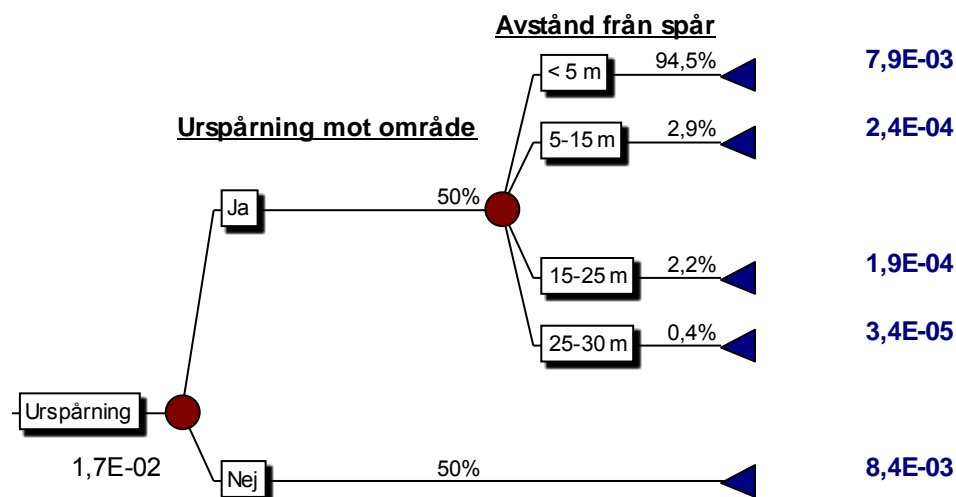 Avstånd från spår
< 5 m 94,5% 7,9E-03
Urspårning mot område
5-15 m 2,9% 2,4E-04
Ja 50%
15-25 m 2,2% 1,9E-04
25-30 m 0,4% 3,4E-05
Urspårning
1,7E-02
Nej 50% 8,4E-03